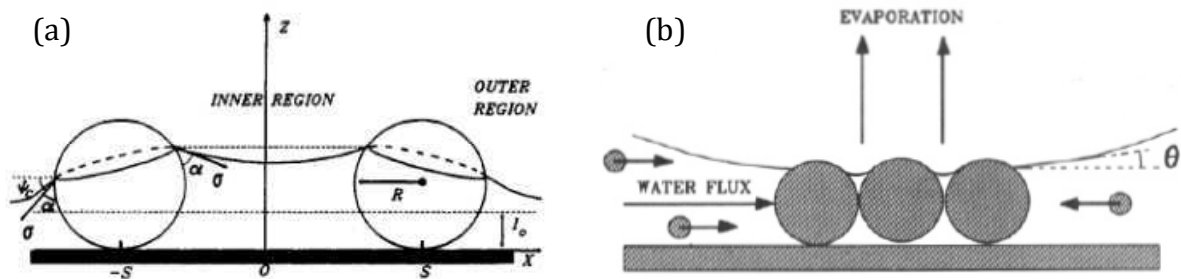 (a)
Z
INNER REGION
OUTER
REGION
α
σ
ψc
α
σ
R
l₀
-S
O
S
X
(b)
EVAPORATION
θ
WATER FLUX